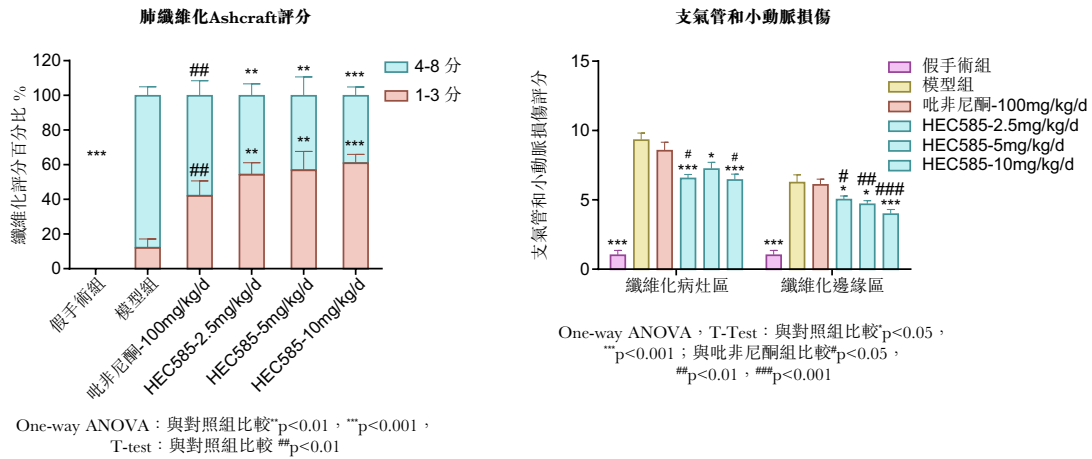 肺纖維化Ashcraft評分
120
100
80
60
40
20
0
纖維化評分百分比 %
***
##
##
**
**
**
**
***
***
4-8 分
1-3 分
假手術組
模型組
吡非尼酮-100mg/kg/d
HEC585-2.5mg/kg/d
HEC585-5mg/kg/d
HEC585-10mg/kg/d
One-way ANOVA：與對照組比較**p<0.01，***p<0.001，
T-test：與對照組比較 ##p<0.01
支氣管和小動脈損傷
15
10
5
0
支氣管和小動脈損傷評分
***
#
***
*
#
***
***
#
*
##
*
###
***
纖維化病灶區
纖維化邊緣區
假手術組
模型組
吡非尼酮-100mg/kg/d
HEC585-2.5mg/kg/d
HEC585-5mg/kg/d
HEC585-10mg/kg/d
One-way ANOVA，T-Test：與對照組比較*p<0.05，
***p<0.001；與吡非尼酮組比較#p<0.05，
##p<0.01，###p<0.001